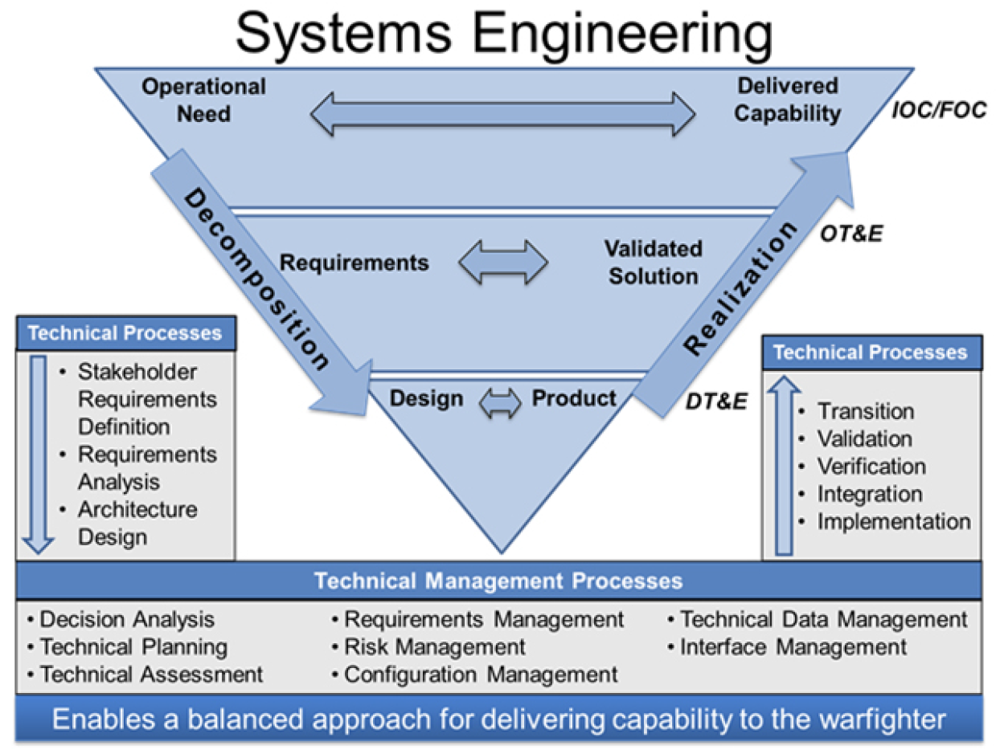 Systems Engineering
Operational
Need
Delivered
Capability
IOC/FOC
Decomposition
Realization
OT&E
Requirements
Validated
Solution
Design
Product
DT&E
Technical Processes
• Stakeholder
Requirements
Definition
• Requirements
Analysis
• Architecture
Design
Technical Processes
• Transition
• Validation
• Verification
• Integration
• Implementation
Technical Management Processes
• Decision Analysis
• Technical Planning
• Technical Assessment
• Requirements Management
• Risk Management
• Configuration Management
• Technical Data Management
• Interface Management
Enables a balanced approach for delivering capability to the warfighter